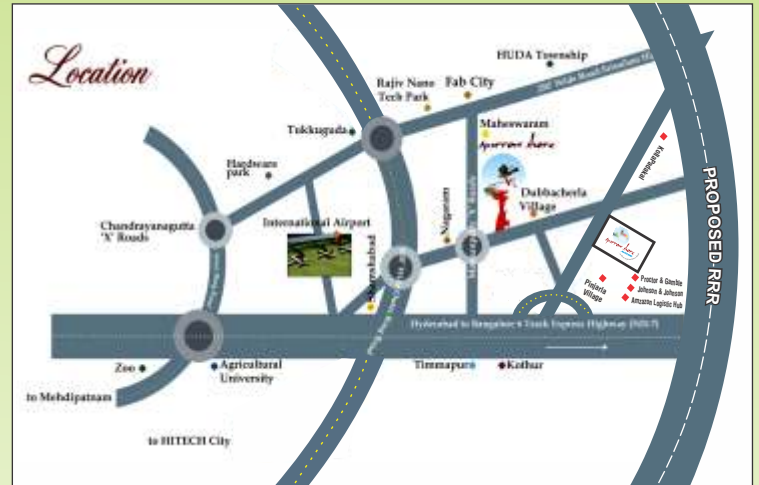 Location
HUDA Township
Rajiv Nano
Tech Park
Fab City
Tukkuguda
Maheswaram
Hardware
park
Dubbacherla
Village
Kottapadakal
Chandrayanagutta
'X' Roads
International Airport
Nagaram
PROPOSED RRR
Pinjarla
Village
Procter & Gamble
Johnson & Johnson
Amazon Logistic Hub
Hyderabad to Bangalore 6 Track Express Highway (NH-7)
Zoo
Agricultural
University
Timmapur
Kothur
to Mehdipatnam
to HITECH City